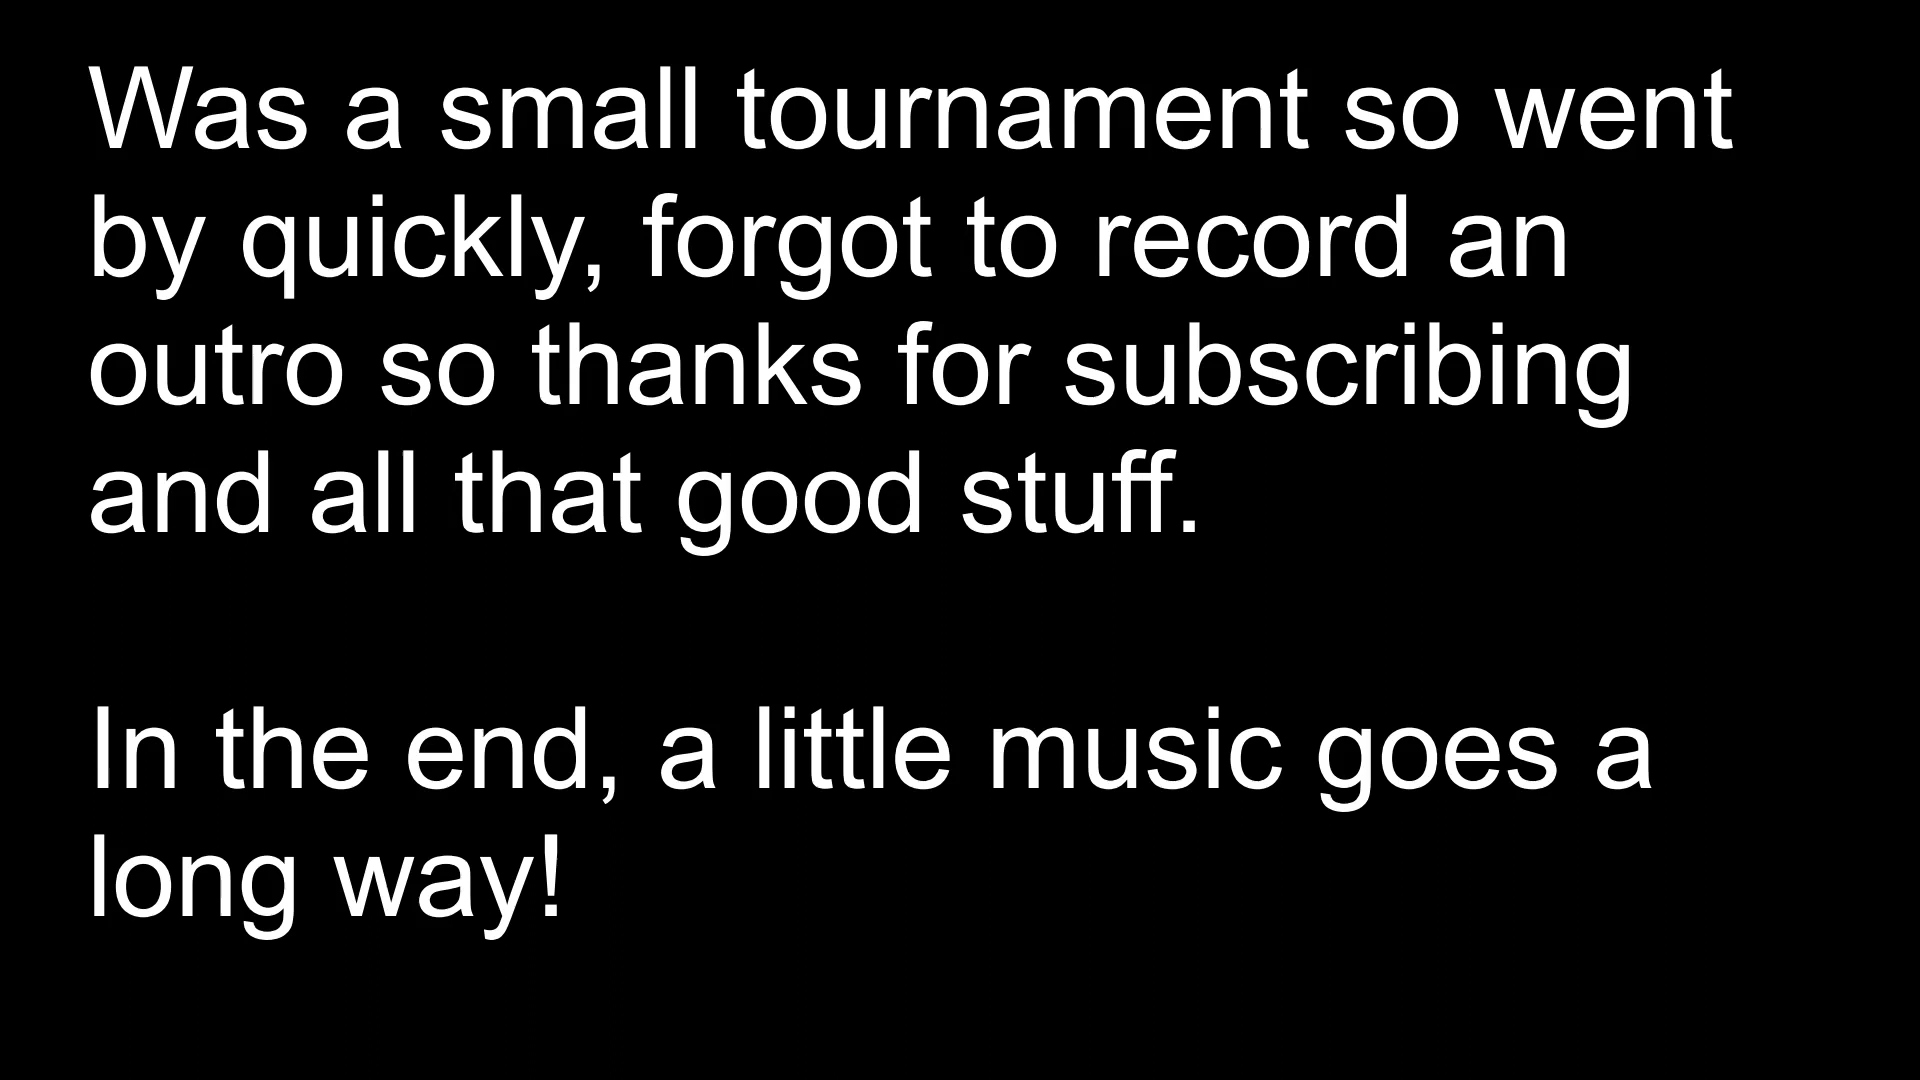 Was a small tournament so went
by quickly, forgot to record an
outro so thanks for subscribing
and all that good stuff.
In the end, a little music goes a
long way!